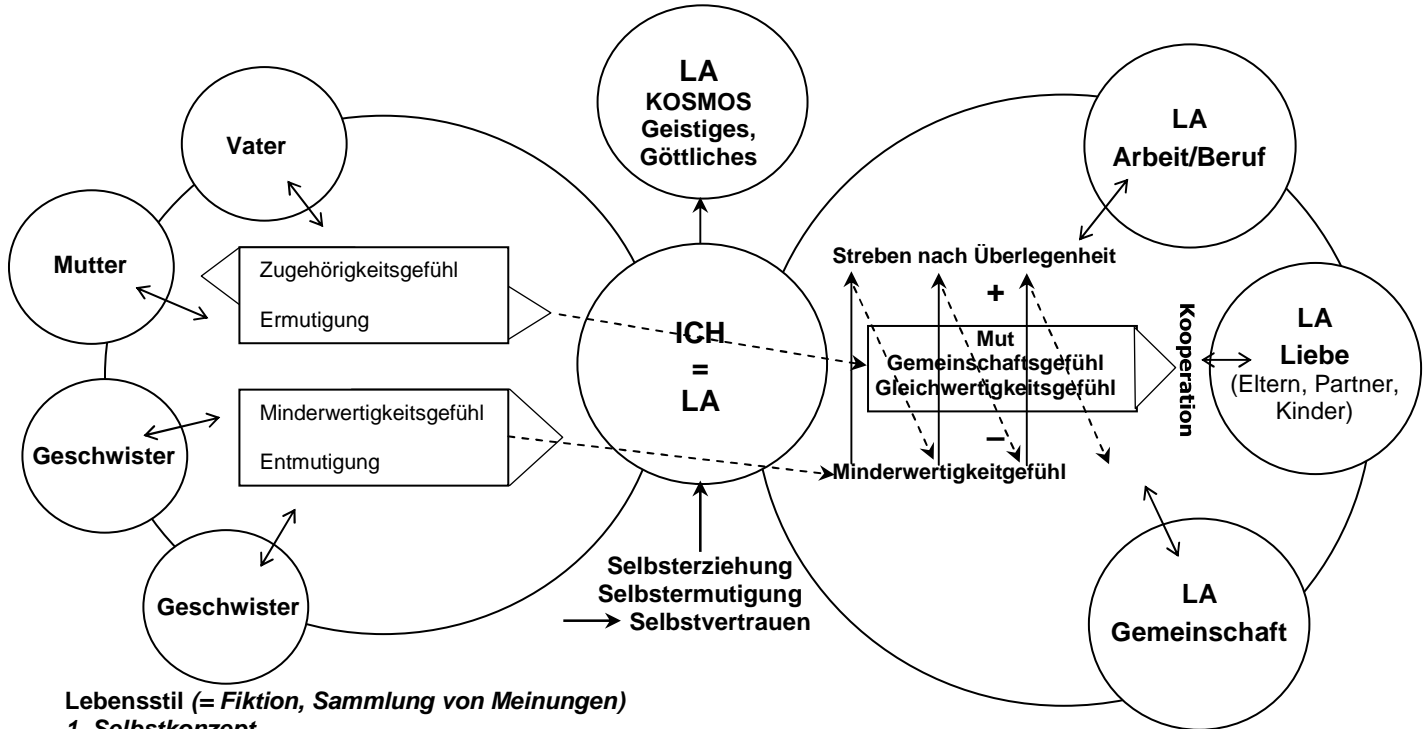 LA
KOSMOS
Geistiges,
Göttliches
Vater
Mutter
Geschwister
Geschwister
Zugehörigkeitsgefühl
Ermutigung
Minderwertigkeitsgefühl
Entmutigung
ICH
=
LA
Selbsterziehung
Selbstermutigung
Selbstvertrauen
Streben nach Überlegenheit
+
Mut
Gemeinschaftsgefühl
Gleichwertigkeitsgefühl
–
Minderwertigkeitgefühl
Kooperation
LA
Arbeit/Beruf
LA
Liebe
(Eltern, Partner,
Kinder)
LA
Gemeinschaft
Lebensstil (= Fiktion, Sammlung von Meinungen)
1. Selbstkonzept